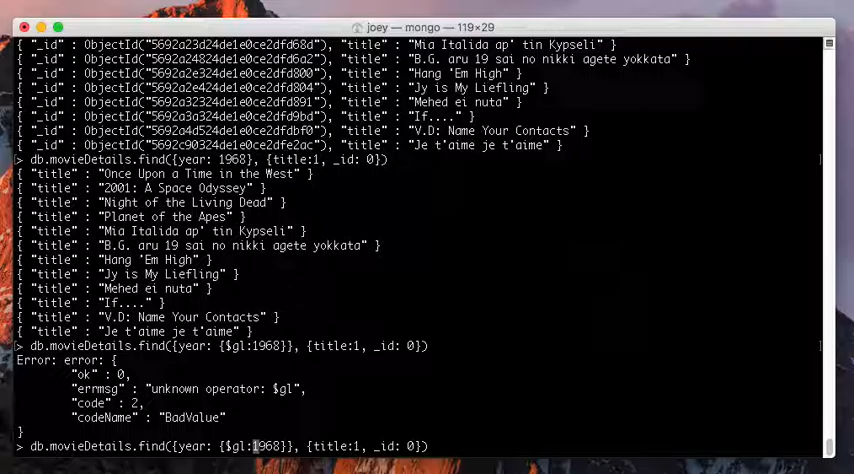 joey — mongo — 119×29
{ "_id" : ObjectId("5692a23d24de1e0ce2dfd68d"), "title" : "Mia Italida ap' tin Kypseli" }
{ "_id" : ObjectId("5692a24824de1e0ce2dfd6a2"), "title" : "B.G. aru 19 sai no nikki agete yokkata" }
{ "_id" : ObjectId("5692a2e324de1e0ce2dfd800"), "title" : "Hang 'Em High" }
{ "_id" : ObjectId("5692a2e424de1e0ce2dfd804"), "title" : "Jy is My Liefling" }
{ "_id" : ObjectId("5692a32324de1e0ce2dfd891"), "title" : "Mehed ei nuta" }
{ "_id" : ObjectId("5692a3a324de1e0ce2dfd9bd"), "title" : "If...." }
{ "_id" : ObjectId("5692a4d524de1e0ce2dfdbf0"), "title" : "V.D: Name Your Contacts" }
{ "_id" : ObjectId("5692c90324de1e0ce2dfe2ac"), "title" : "Je t'aime je t'aime" }
[> db.movieDetails.find({year: 1968}, {title:1, _id: 0}) ]
{ "title" : "Once Upon a Time in the West" }
{ "title" : "2001: A Space Odyssey" }
{ "title" : "Night of the Living Dead" }
{ "title" : "Planet of the Apes" }
{ "title" : "Mia Italida ap' tin Kypseli" }
{ "title" : "B.G. aru 19 sai no nikki agete yokkata" }
{ "title" : "Hang 'Em High" }
{ "title" : "Jy is My Liefling" }
{ "title" : "Mehed ei nuta" }
{ "title" : "If...." }
{ "title" : "V.D: Name Your Contacts" }
{ "title" : "Je t'aime je t'aime" }
[> db.movieDetails.find({year: {$gl:1968}}, {title:1, _id: 0}) ]
Error: error: {
"ok" : 0,
"errmsg" : "unknown operator: $gl",
"code" : 2,
"codeName" : "BadValue"
}
> db.movieDetails.find({year: {$gl:1968}}, {title:1, _id: 0})